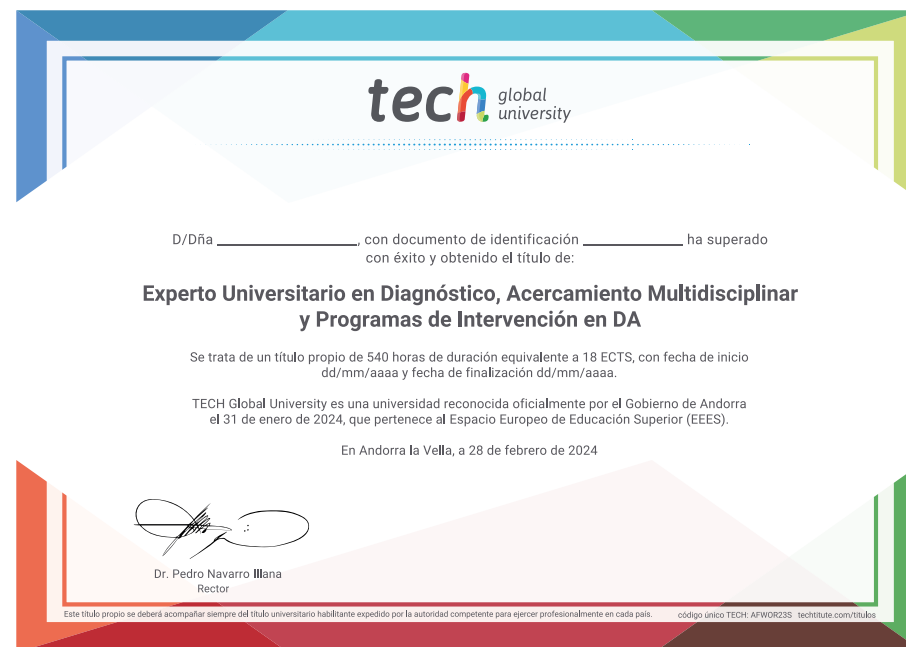 tech global
university
D/Dña ____________________, con documento de identificación ______________ ha superado
con éxito y obtenido el título de:
Experto Universitario en Diagnóstico, Acercamiento Multidisciplinar
y Programas de Intervención en DA
Se trata de un título propio de 540 horas de duración equivalente a 18 ECTS, con fecha de inicio
dd/mm/aaaa y fecha de finalización dd/mm/aaaa.
TECH Global University es una universidad reconocida oficialmente por el Gobierno de Andorra
el 31 de enero de 2024, que pertenece al Espacio Europeo de Educación Superior (EEES).
En Andorra la Vella, a 28 de febrero de 2024
Dr. Pedro Navarro Illana
Rector
Este título propio se deberá acompañar siempre del título universitario habilitante expedido por la autoridad competente para ejercer profesionalmente en cada país. código único TECH: AFWOR23S techtitute.com/titulos